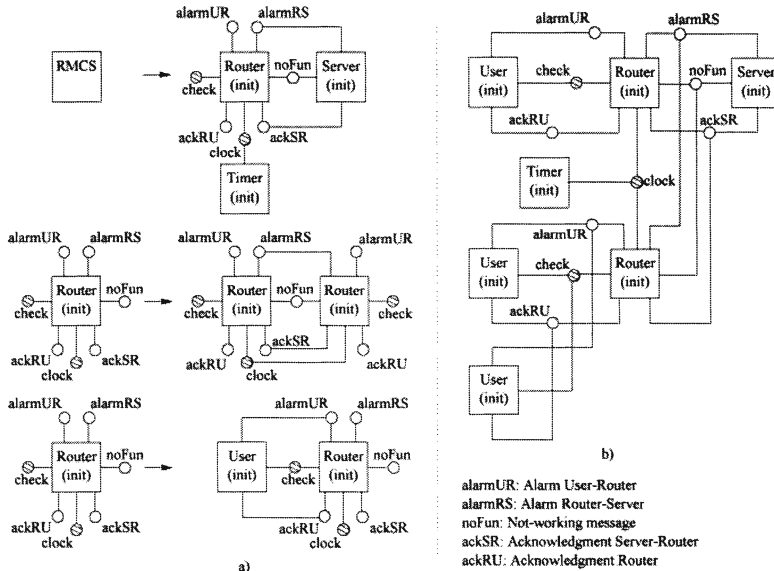 alarmUR alarmRS
RMCS
Router
(init)
noFun
Server
(init)
check
ackRU
clock
ackSR
Timer
(init)
alarmUR alarmRS
Router
(init)
noFun
check
ackRU
clock
ackSR
alarmUR alarmRS alarmUR
Router
(init)
noFun
Router
(init)
check
check
ackRU
ackSR
clock
ackRU
alarmUR alarmRS
Router
(init)
noFun
check
ackRU
clock
ackSR
alarmUR alarmRS
User
(init)
check
Router
(init)
noFun
ackRU
clock
ackSR
a)
alarmUR
alarmRS
User
(init)
check
Router
(init)
noFun
Server
(init)
ackRU
ackSR
Timer
(init)
clock
alarmUR
User
(init)
check
Router
(init)
ackRU
User
(init)
b)
alarmUR: Alarm User-Router
alarmRS: Alarm Router-Server
noFun: Not-working message
ackSR: Acknowledgment Server-Router
ackRU: Acknowledgment Router